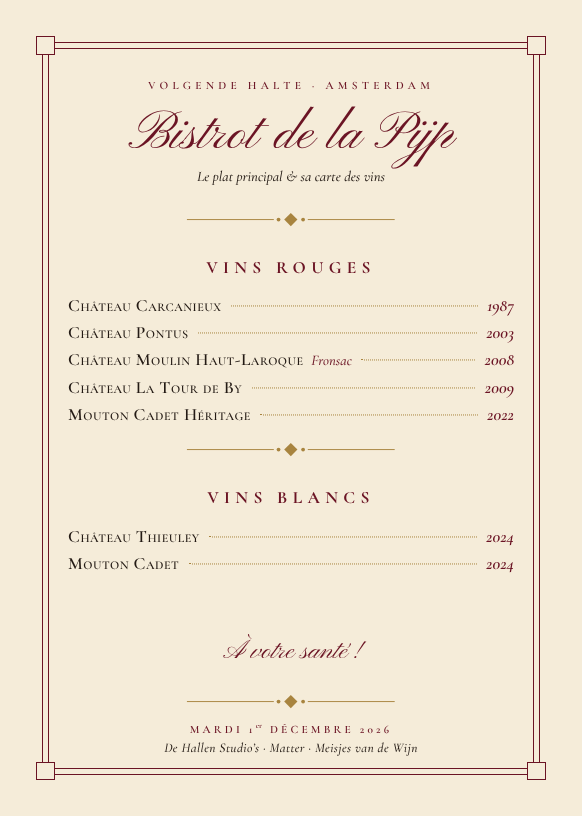 VOLGENDE HALTE · AMSTERDAM
Bistrot de la Pijp
Le plat principal & sa carte des vins
VINS ROUGES
Château Carcanieux 1987
Château Pontus 2003
Château Moulin Haut-Laroque Fronsac 2008
Château La Tour de By 2009
Mouton Cadet Héritage 2022
VINS BLANCS
Château Thieuley 2024
Mouton Cadet 2024
À votre santé !
MARDI 1er DÉCEMBRE 2026
De Hallen Studio's · Matter · Meisjes van de Wijn